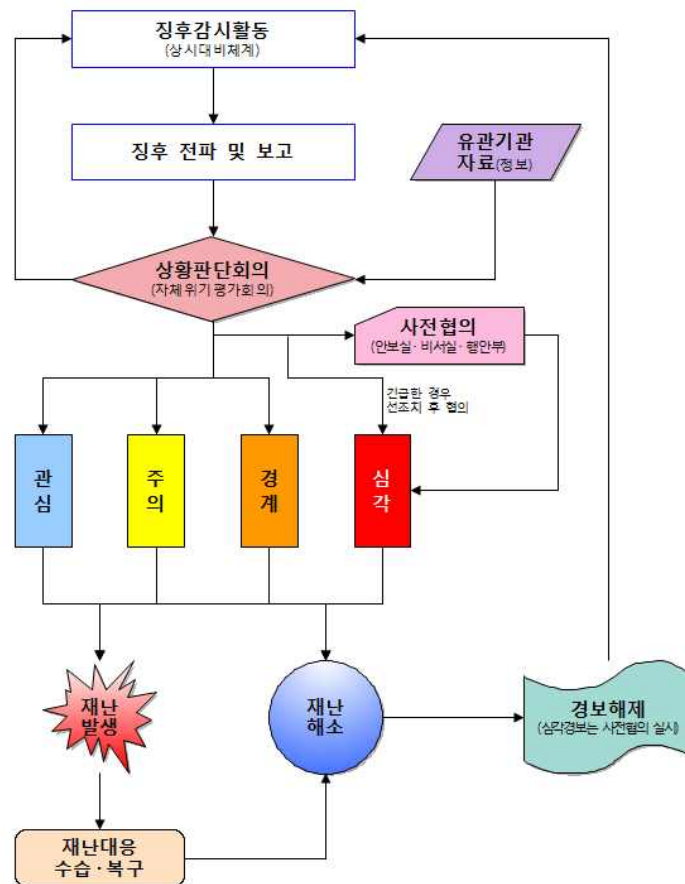 징후감시활동
(상시대비체계)
징후 전파 및 보고
유관기관
자료(정보)
상황판단회의
(자체위기평가회의)
사전협의
(안보실·비서실·행안부)
긴급한 경우
선조치 후 협의
관심
주의
경계
심각
재난
발생
재난
해소
경보해제
(심각경보는 사전협의 실시)
재난대응
수습·복구